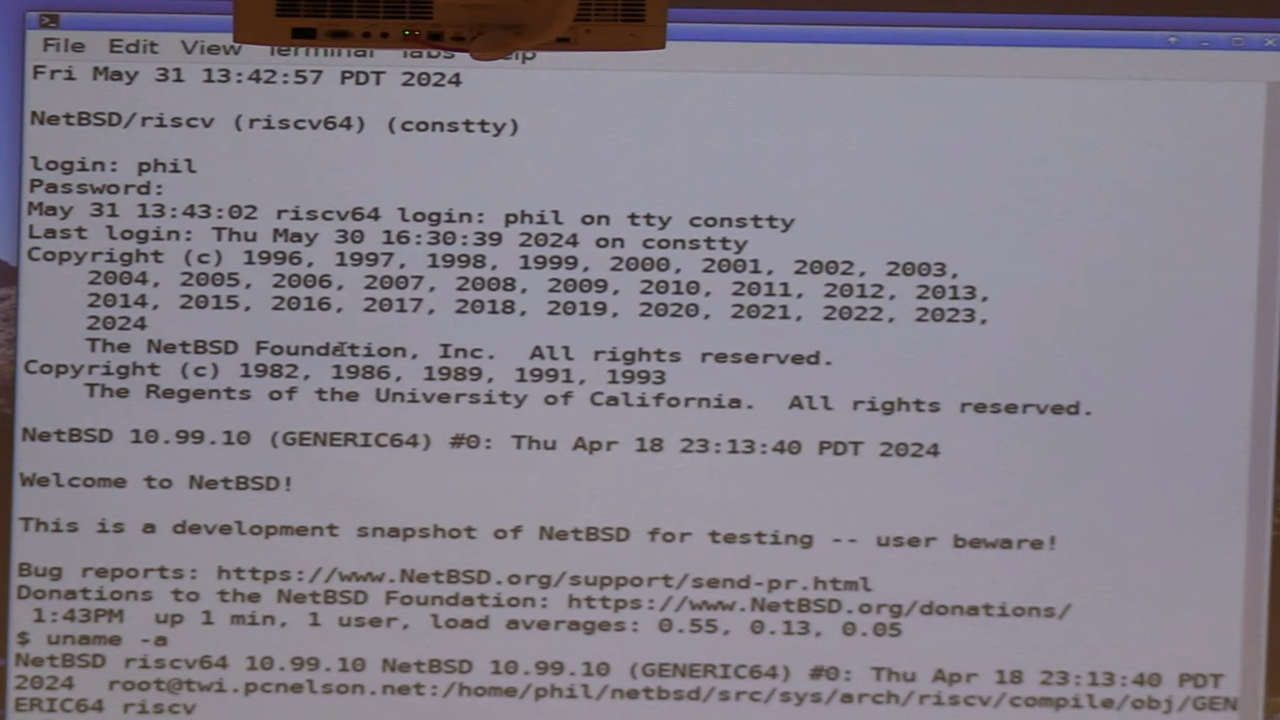 File Edit View Terminal Tabs Help
Fri May 31 13:42:57 PDT 2024
NetBSD/riscv (riscv64) (constty)
login: phil
Password:
May 31 13:43:02 riscv64 login: phil on tty constty
Last login: Thu May 30 16:30:39 2024 on constty
Copyright (c) 1996, 1997, 1998, 1999, 2000, 2001, 2002, 2003,
2004, 2005, 2006, 2007, 2008, 2009, 2010, 2011, 2012, 2013,
2014, 2015, 2016, 2017, 2018, 2019, 2020, 2021, 2022, 2023,
2024
The NetBSD Foundation, Inc.  All rights reserved.
Copyright (c) 1982, 1986, 1989, 1991, 1993
The Regents of the University of California.  All rights reserved.
NetBSD 10.99.10 (GENERIC64) #0: Thu Apr 18 23:13:40 PDT 2024
Welcome to NetBSD!
This is a development snapshot of NetBSD for testing -- user beware!
Bug reports: https://www.NetBSD.org/support/send-pr.html
Donations to the NetBSD Foundation: https://www.NetBSD.org/donations/
1:43PM  up 1 min, 1 user, load averages: 0.55, 0.13, 0.05
$ uname -a
NetBSD riscv64 10.99.10 NetBSD 10.99.10 (GENERIC64) #0: Thu Apr 18 23:13:40 PDT
2024  root@twi.pcnelson.net:/home/phil/netbsd/src/sys/arch/riscv/compile/obj/GEN
ERIC64 riscv